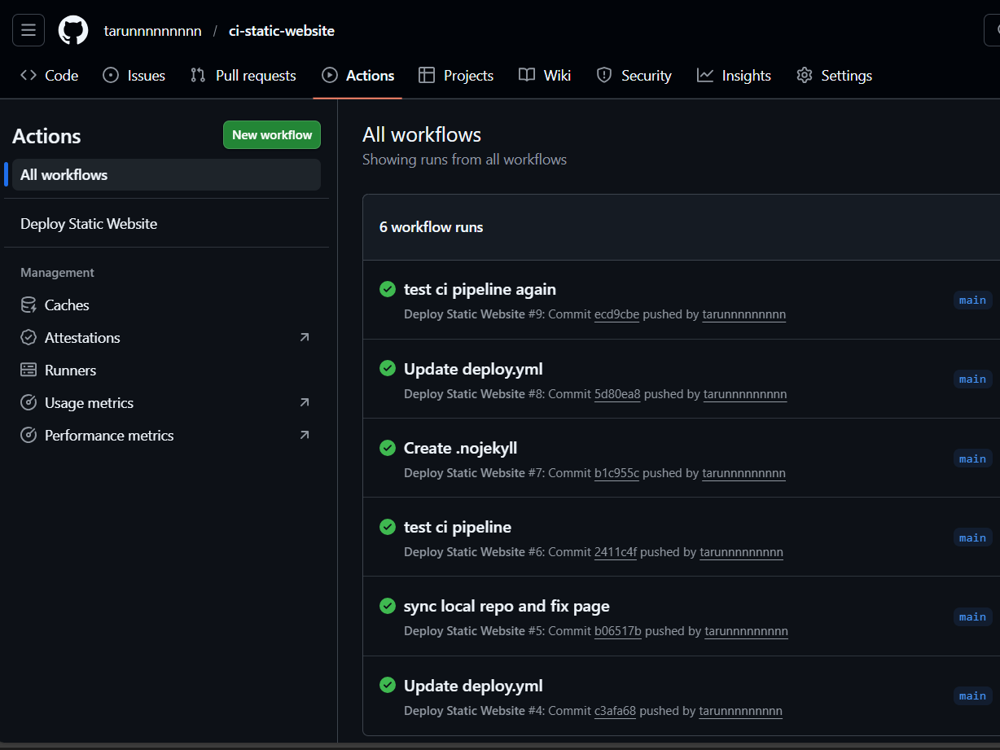 tarunnnnnnnnn / ci-static-website
Code Issues Pull requests Actions Projects Wiki Security Insights Settings
Actions
New workflow
All workflows
Deploy Static Website
Management
Caches
Attestations
Runners
Usage metrics
Performance metrics
All workflows
Showing runs from all workflows
6 workflow runs
test ci pipeline again
Deploy Static Website #9: Commit ecd9cbe pushed by tarunnnnnnnnn
main
Update deploy.yml
Deploy Static Website #8: Commit 5d80ea8 pushed by tarunnnnnnnnn
main
Create .nojekyll
Deploy Static Website #7: Commit b1c955c pushed by tarunnnnnnnnn
main
test ci pipeline
Deploy Static Website #6: Commit 2411c4f pushed by tarunnnnnnnnn
main
sync local repo and fix page
Deploy Static Website #5: Commit b06517b pushed by tarunnnnnnnnn
main
Update deploy.yml
Deploy Static Website #4: Commit c3afa68 pushed by tarunnnnnnnnn
main